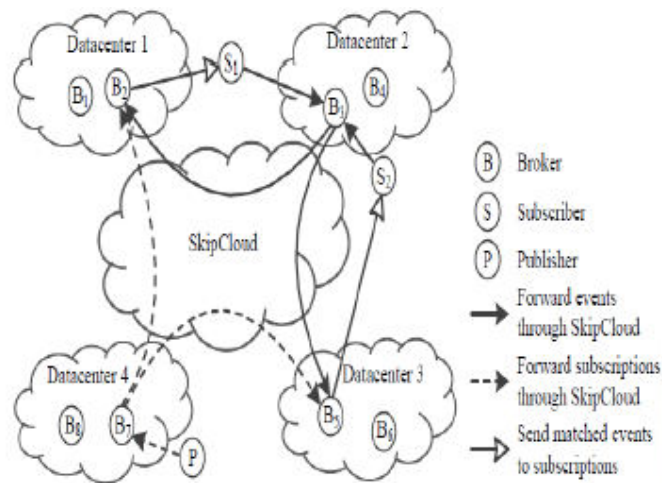 Datacenter 1
Datacenter 2
S1
B1
B2
B3
B4
S2
SkipCloud
Datacenter 4
Datacenter 3
B8
B7
P
B5
B6
B Broker
S Subscriber
P Publisher
Forward events
through SkipCloud
Forward subscriptions
through SkipCloud
Send matched events
to subscriptions